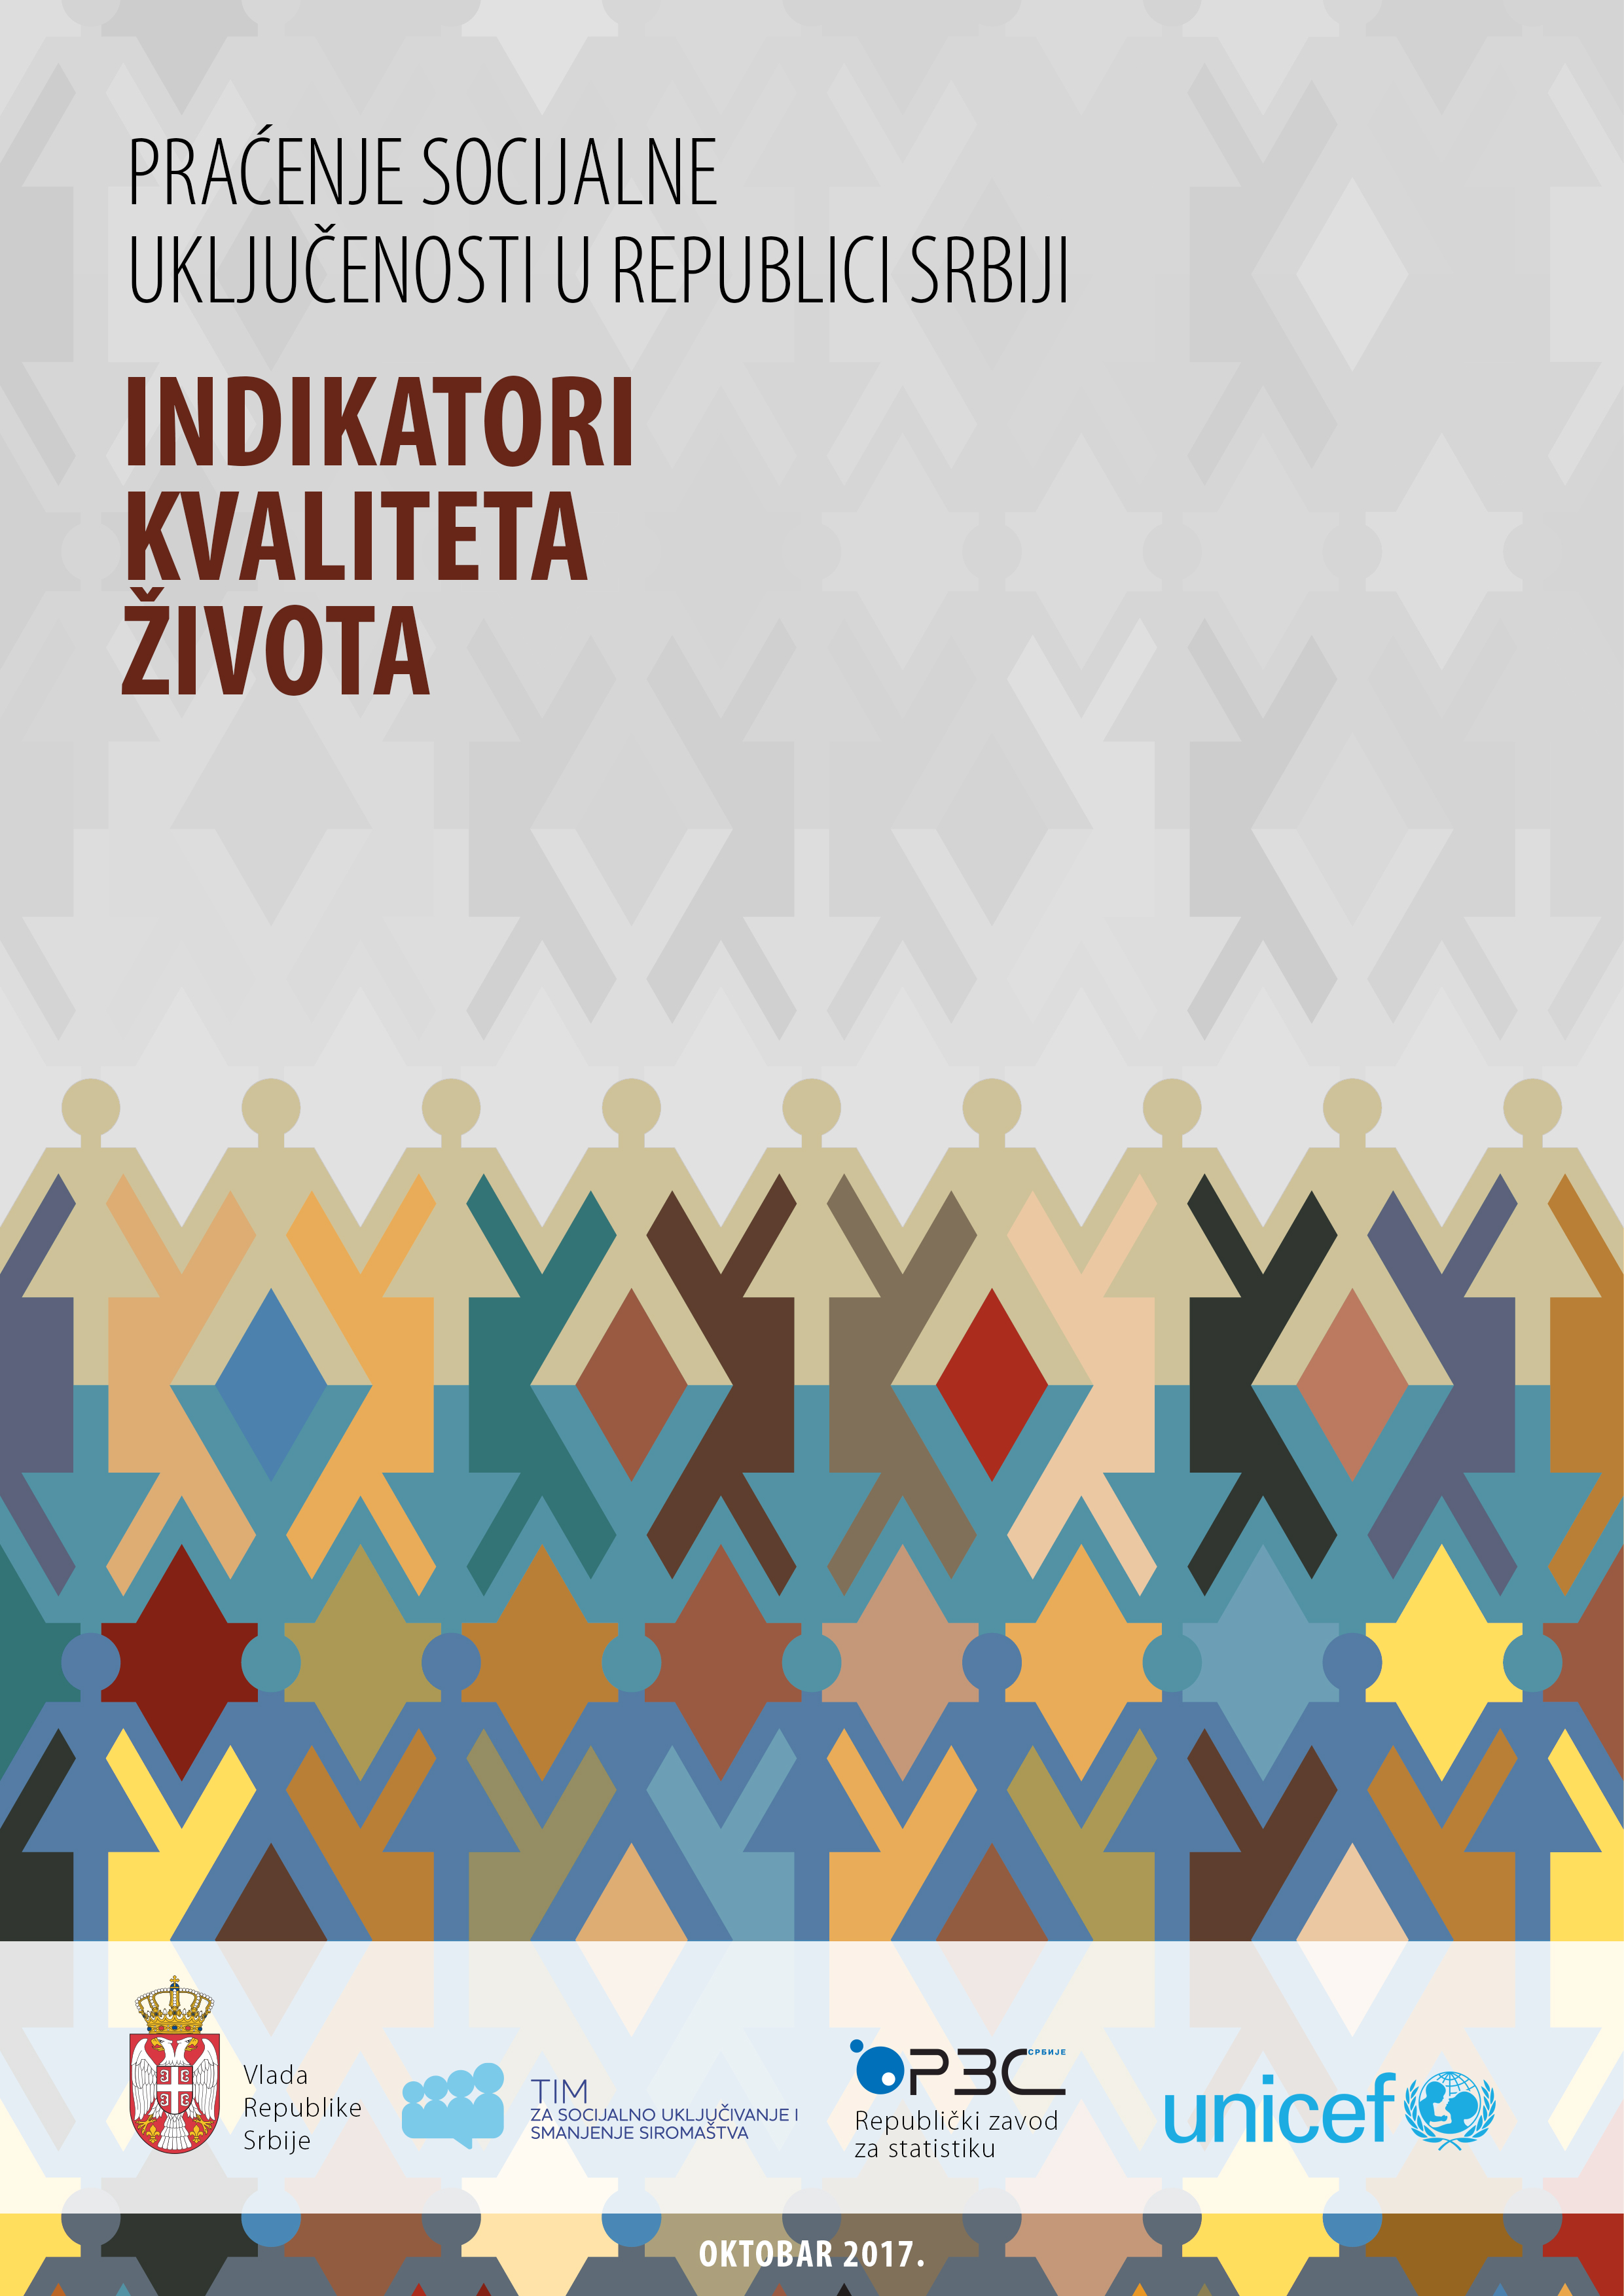 PRAĆENJE SOCIJALNE
UKLJUČENOSTI U REPUBLICI SRBIJI
INDIKATORI
KVALITETA
ŽIVOTA
Vlada
Republike
Srbije
TIM
ZA SOCIJALNO UKLJUČIVANJE I
SMANJENJE SIROMAŠTVA
РЗС СРБИЈЕ
Republički zavod
za statistiku
unicef
OKTOBAR 2017.